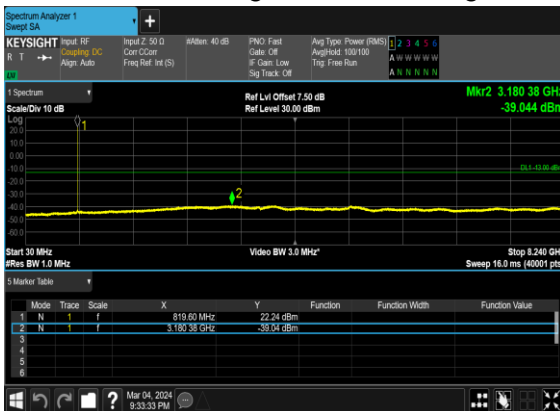 Spectrum Analyzer 1
Swept SA
KEYSIGHT Input: RF Input Z: 50 Ω #Atten: 40 dB PNO: Fast Avg Type: Power (RMS) 1 2 3 4 5 6
R T Coupling: DC Corr CCorr Gate: Off Avg|Hold: 100/100 A W W W W W
Align: Auto Freq Ref: Int (S) IF Gain: Low Trig: Free Run
LV Sig Track: Off A N N N N N
1 Spectrum Ref Lvl Offset 7.50 dB Mkr2 3.180 38 GHz
Scale/Div 10 dB Ref Level 30.00 dBm -39.044 dBm
Log
20.0
1
10.0
0.00
-10.0
DL1 -13.00 dBm
-20.0
-30.0
2
-40.0
-50.0
-60.0
Start 30 MHz Video BW 3.0 MHz* Stop 8.240 GH
#Res BW 1.0 MHz Sweep 16.0 ms (40001 pts
5 Marker Table
Mode Trace Scale X Y Function Function Width Function Value
1 N 1 f 819.60 MHz 22.24 dBm
2 N 1 f 3.180 38 GHz -39.04 dBm
3
4
5
6
? Mar 04, 2024
9:33:33 PM